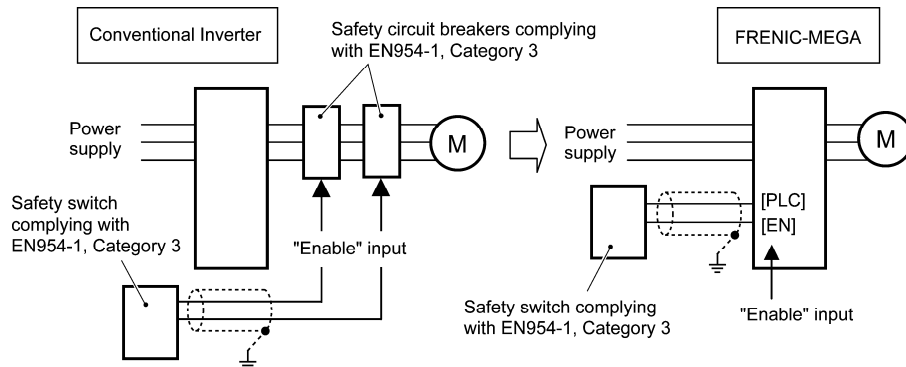 Conventional Inverter
Safety circuit breakers complying
with EN954-1, Category 3
FRENIC-MEGA
Power
supply
M
Power
supply
M
Safety switch
complying with
EN954-1, Category 3
"Enable" input
[PLC]
[EN]
Safety switch complying
with EN954-1, Category 3
"Enable" input